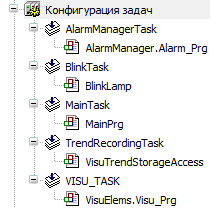 Конфигурация задач
AlarmManagerTask
AlarmManager.Alarm_Prg
BlinkTask
BlinkLamp
MainTask
MainPrg
TrendRecordingTask
VisuTrendStorageAccess
VISU_TASK
VisuElems.Visu_Prg